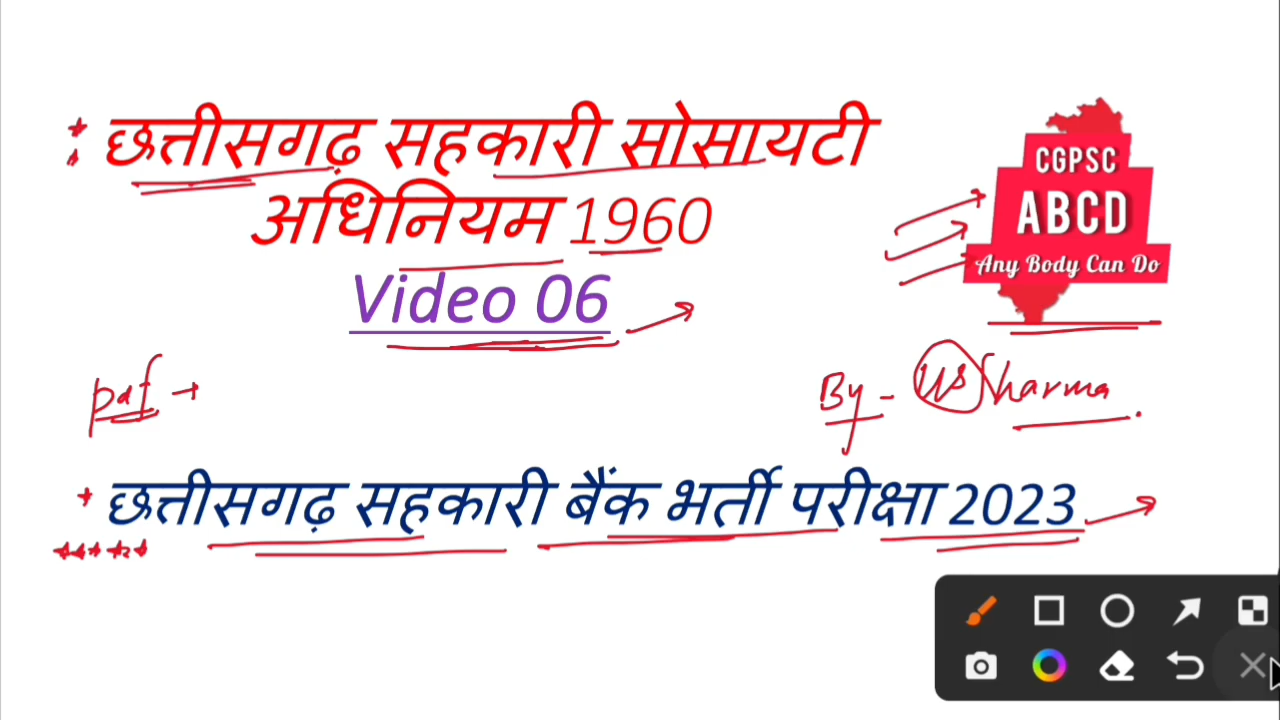 छत्तीसगढ़ सहकारी सोसायटी
अधिनियम 1960
Video 06
CGPSC
ABCD
Any Body Can Do
pdf →
By - US Sharma
छत्तीसगढ़ सहकारी बैंक भर्ती परीक्षा 2023